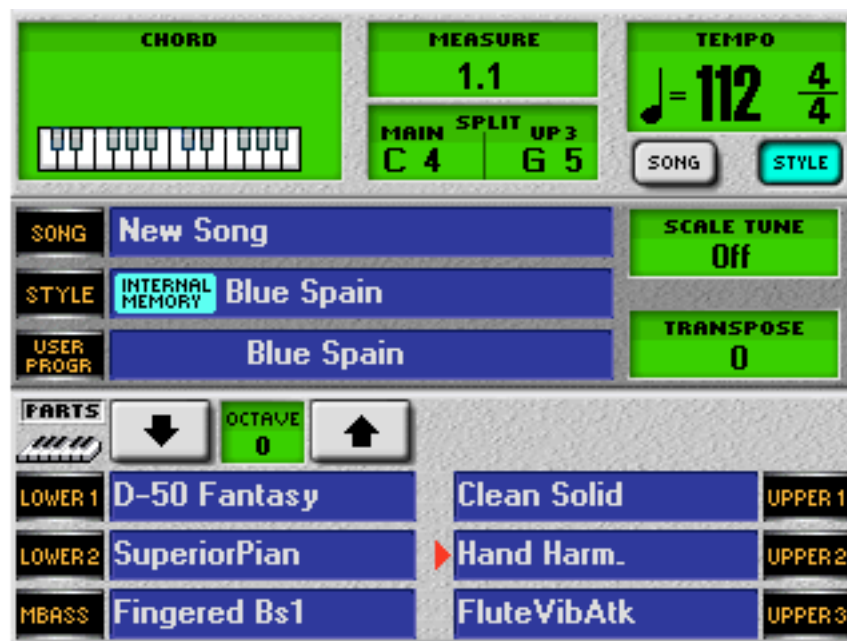 CHORD
MEASURE
1.1
TEMPO
= 112 4/4
MAIN SPLIT UP 3
C 4 G 5
SONG STYLE
SONG New Song
SCALE TUNE
Off
STYLE INTERNAL MEMORY Blue Spain
TRANSPOSE
0
USER PROGR Blue Spain
PARTS
OCTAVE
0
LOWER 1 D-50 Fantasy Clean Solid UPPER 1
LOWER 2 SuperiorPian Hand Harm. UPPER 2
MBASS Fingered Bs1 FluteVibAtk UPPER 3